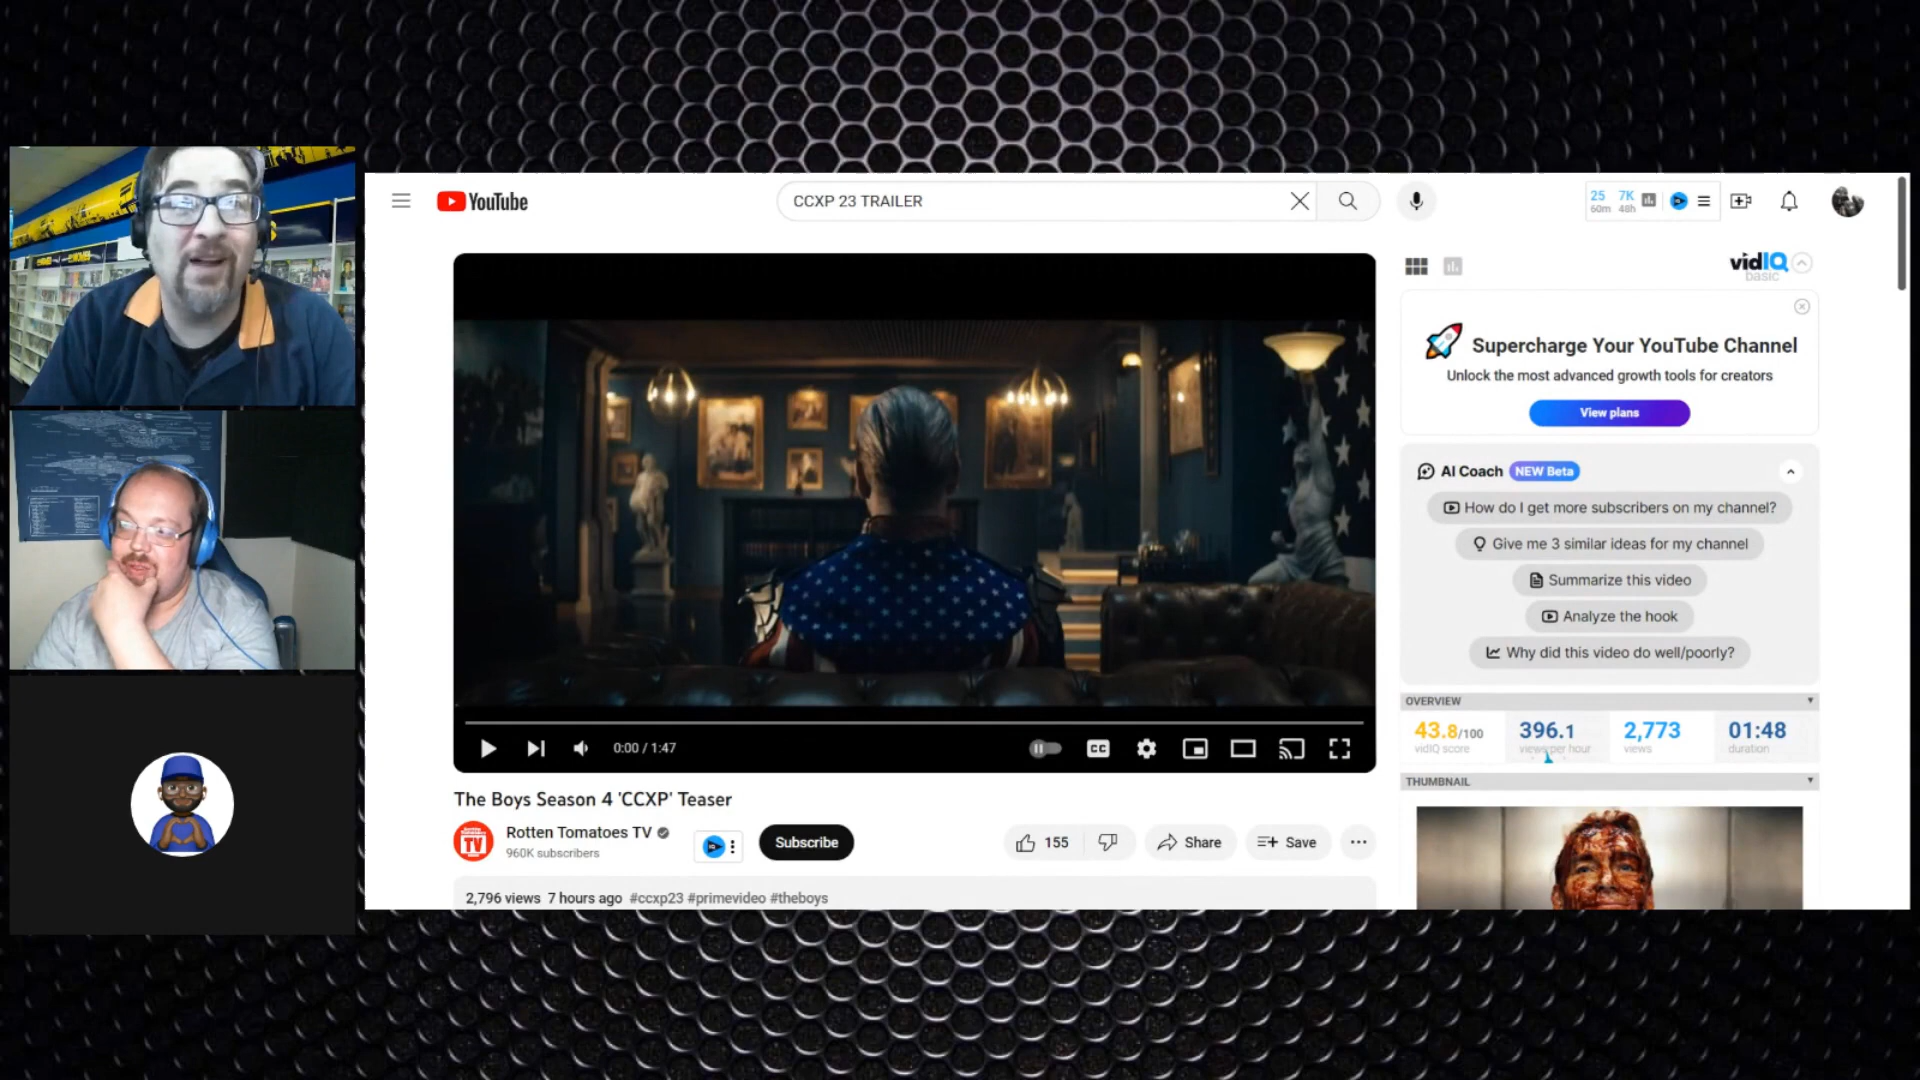 YouTube
CCXP 23 TRAILER
25
60m
7K
48h
vidIQ
basic
Supercharge Your YouTube Channel
Unlock the most advanced growth tools for creators
View plans
AI Coach NEW Beta
How do I get more subscribers on my channel?
Give me 3 similar ideas for my channel
Summarize this video
Analyze the hook
Why did this video do well/poorly?
OVERVIEW
43.8/100
vidIQ score
396.1
views per hour
2,773
views
01:48
duration
THUMBNAIL
0:00 / 1:47
CC
The Boys Season 4 'CCXP' Teaser
TV
Rotten Tomatoes TV
960K subscribers
Subscribe
155
Share
Save
2,796 views 7 hours ago #ccxp23 #primevideo #theboys